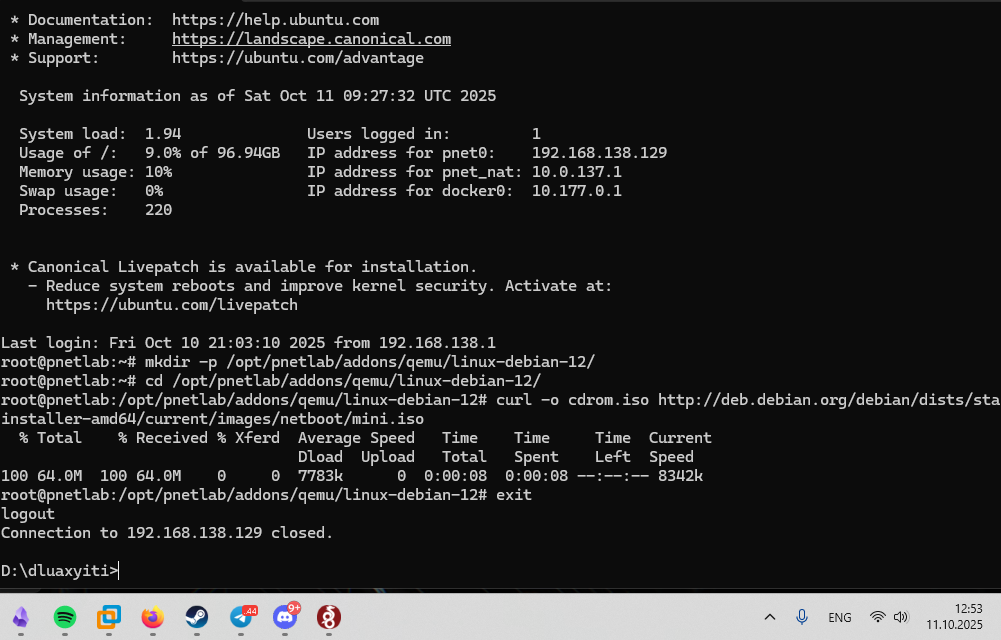 * Documentation:  https://help.ubuntu.com
* Management:     https://landscape.canonical.com
* Support:        https://ubuntu.com/advantage
System information as of Sat Oct 11 09:27:32 UTC 2025
System load:  1.94              Users logged in:         1
Usage of /:   9.0% of 96.94GB   IP address for pnet0:    192.168.138.129
Memory usage: 10%               IP address for pnet_nat: 10.0.137.1
Swap usage:   0%                IP address for docker0:  10.177.0.1
Processes:    220
* Canonical Livepatch is available for installation.
- Reduce system reboots and improve kernel security. Activate at:
https://ubuntu.com/livepatch
Last login: Fri Oct 10 21:03:10 2025 from 192.168.138.1
root@pnetlab:~# mkdir -p /opt/pnetlab/addons/qemu/linux-debian-12/
root@pnetlab:~# cd /opt/pnetlab/addons/qemu/linux-debian-12/
root@pnetlab:/opt/pnetlab/addons/qemu/linux-debian-12# curl -o cdrom.iso http://deb.debian.org/debian/dists/sta
installer-amd64/current/images/netboot/mini.iso
% Total    % Received % Xferd  Average Speed   Time    Time     Time  Current
Dload  Upload   Total   Spent    Left  Speed
100 64.0M  100 64.0M    0     0  7783k      0  0:00:08  0:00:08 --:--:-- 8342k
root@pnetlab:/opt/pnetlab/addons/qemu/linux-debian-12# exit
logout
Connection to 192.168.138.129 closed.
D:\dluaxyiti>
.44
9+
ENG
12:53
11.10.2025